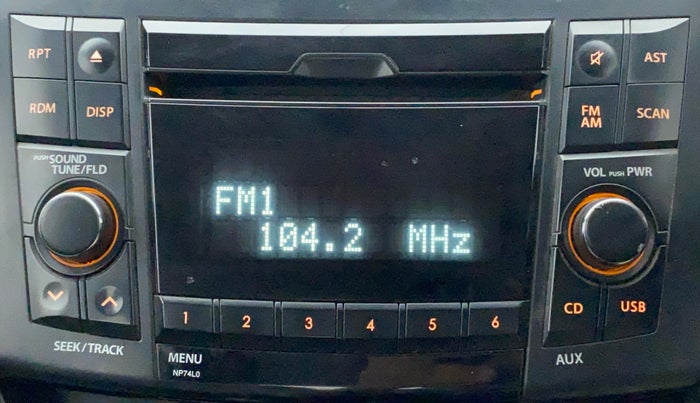 RPT
AST
RDM
DISP
FM
AM
SCAN
PUSH SOUND
TUNE/FLD
VOL PUSH PWR
FM1
104.2 MHz
1 2 3 4 5 6
CD
USB
SEEK/TRACK
MENU
NP74L0
AUX